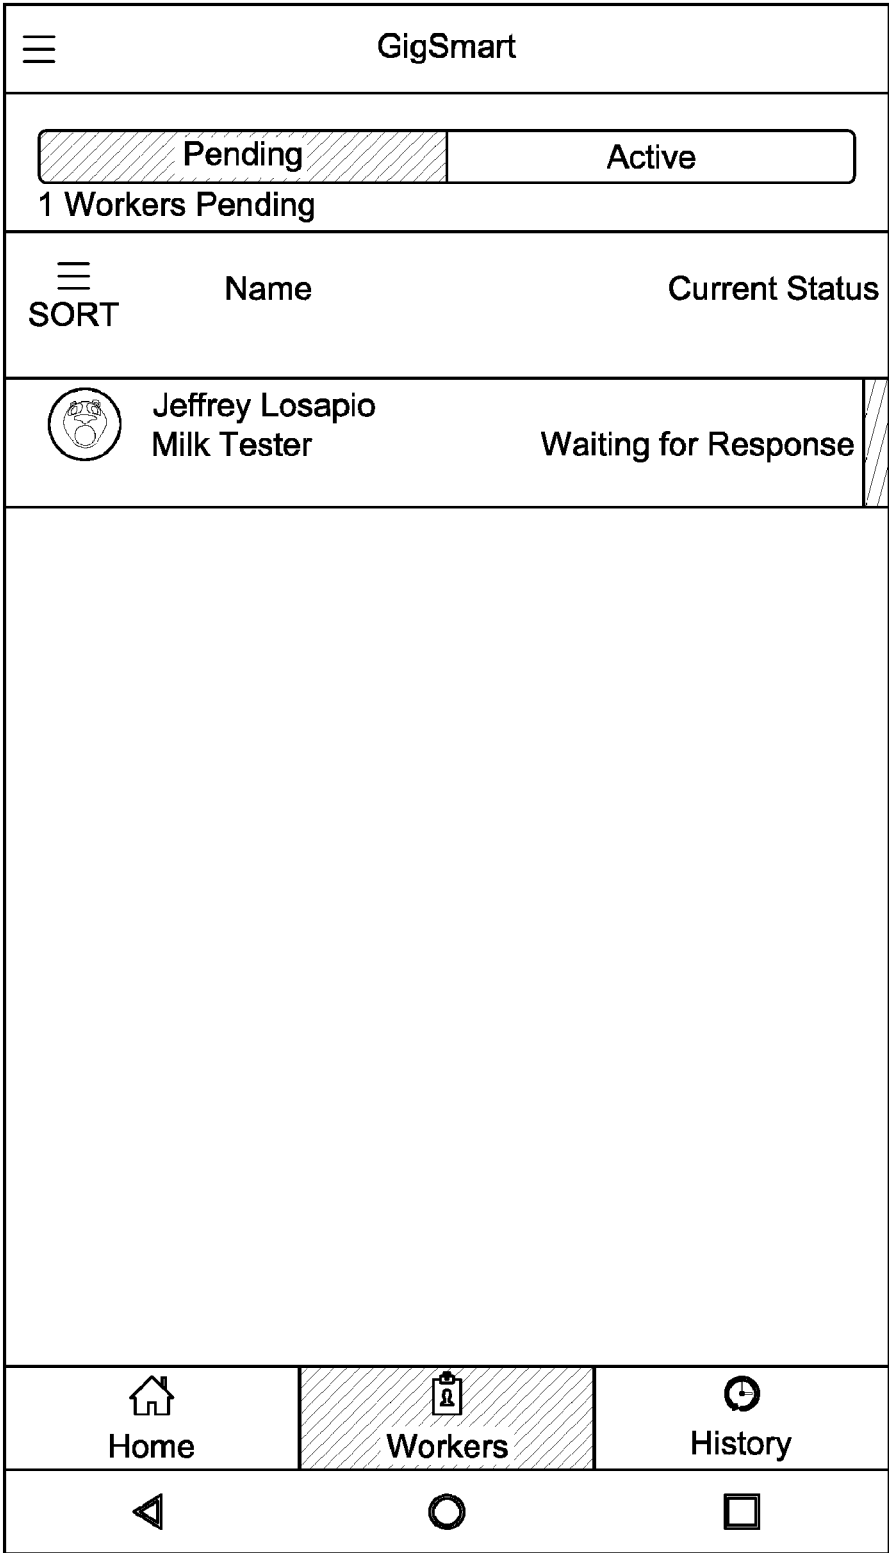 GigSmart
Pending Active
1 Workers Pending
SORT Name Current Status
Jeffrey Losapio
Milk Tester Waiting for Response
Home Workers History